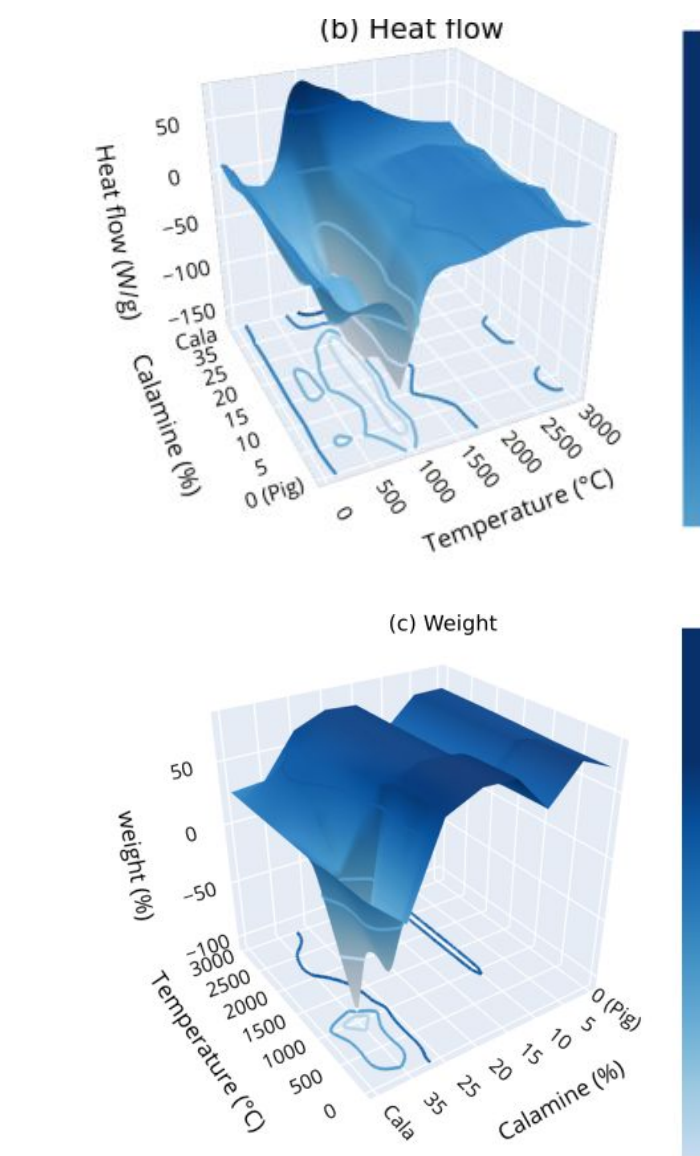 (b) Heat flow
50
0
−50
−100
−150
Heat flow (W/g)
Cala
35
25
20
15
10
5
0 (Pig)
Calamine (%)
0
500
1000
1500
2000
2500
3000
Temperature (°C)
(c) Weight
50
0
−50
−100
weight (%)
3000
2500
2000
1500
1000
500
0
Temperature (°C)
Cala
35
25
20
15
10
5
0 (Pig)
Calamine (%)